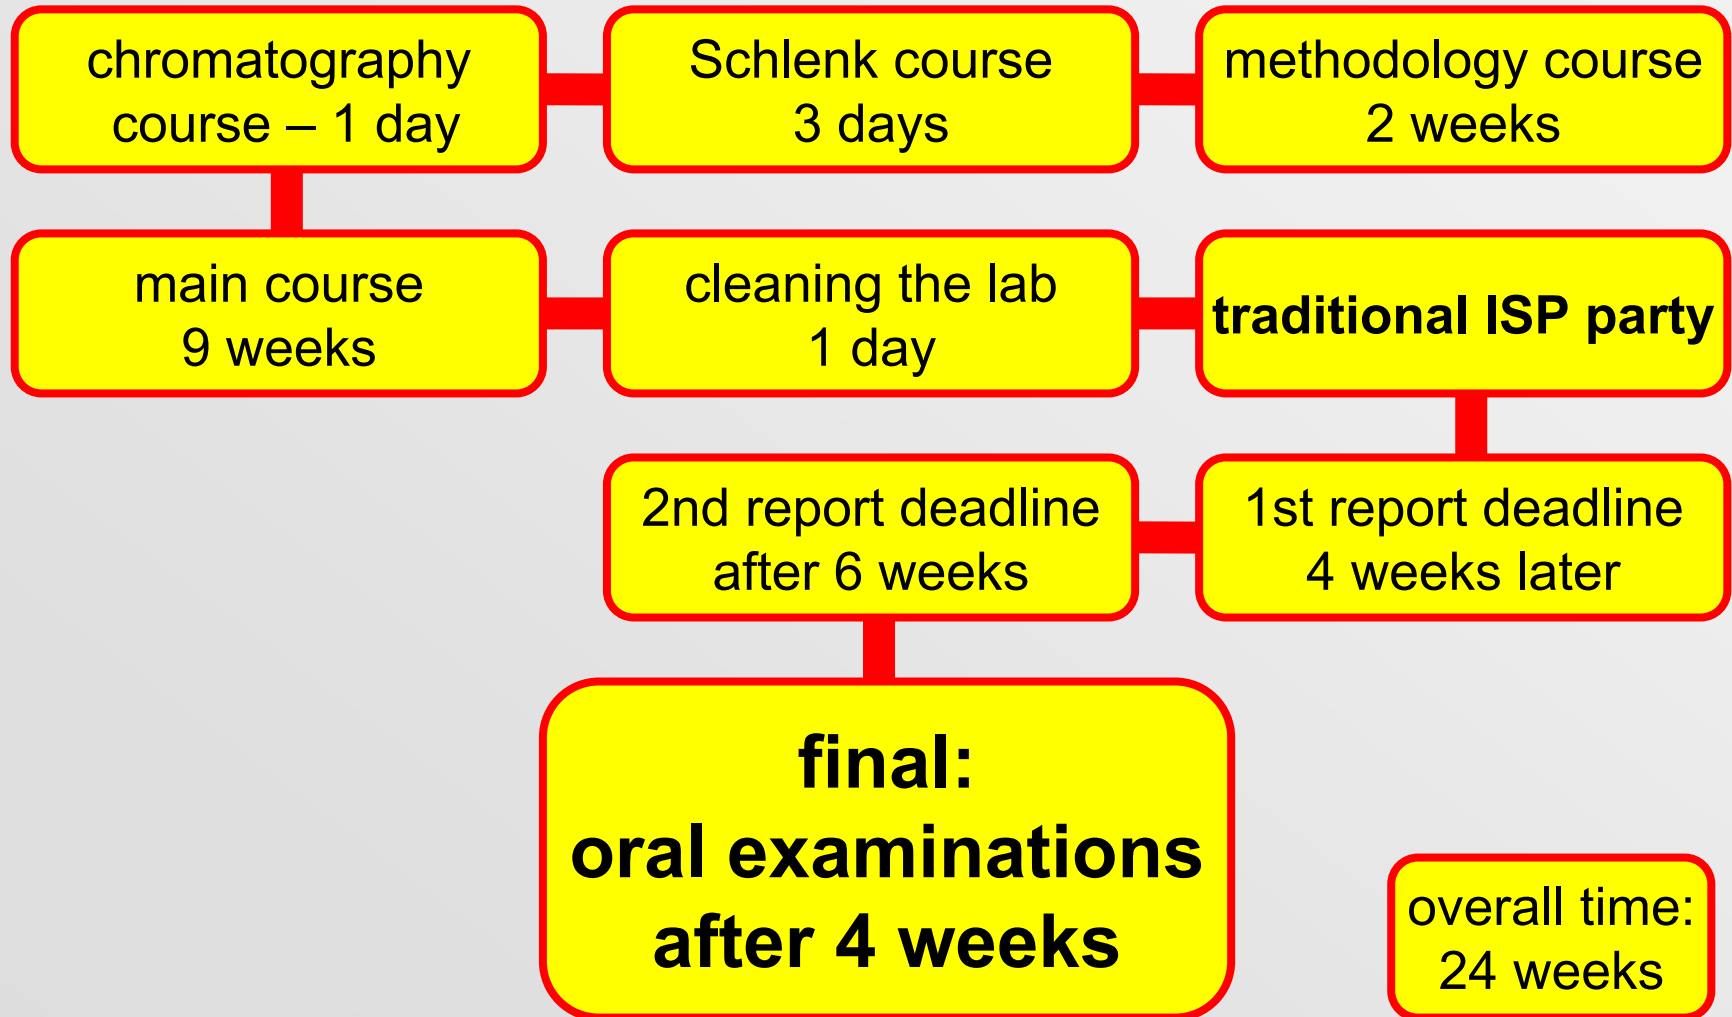 chromatography
course – 1 day
Schlenk course
3 days
methodology course
2 weeks
main course
9 weeks
cleaning the lab
1 day
traditional ISP party
2nd report deadline
after 6 weeks
1st report deadline
4 weeks later
final:
oral examinations
after 4 weeks
overall time:
24 weeks